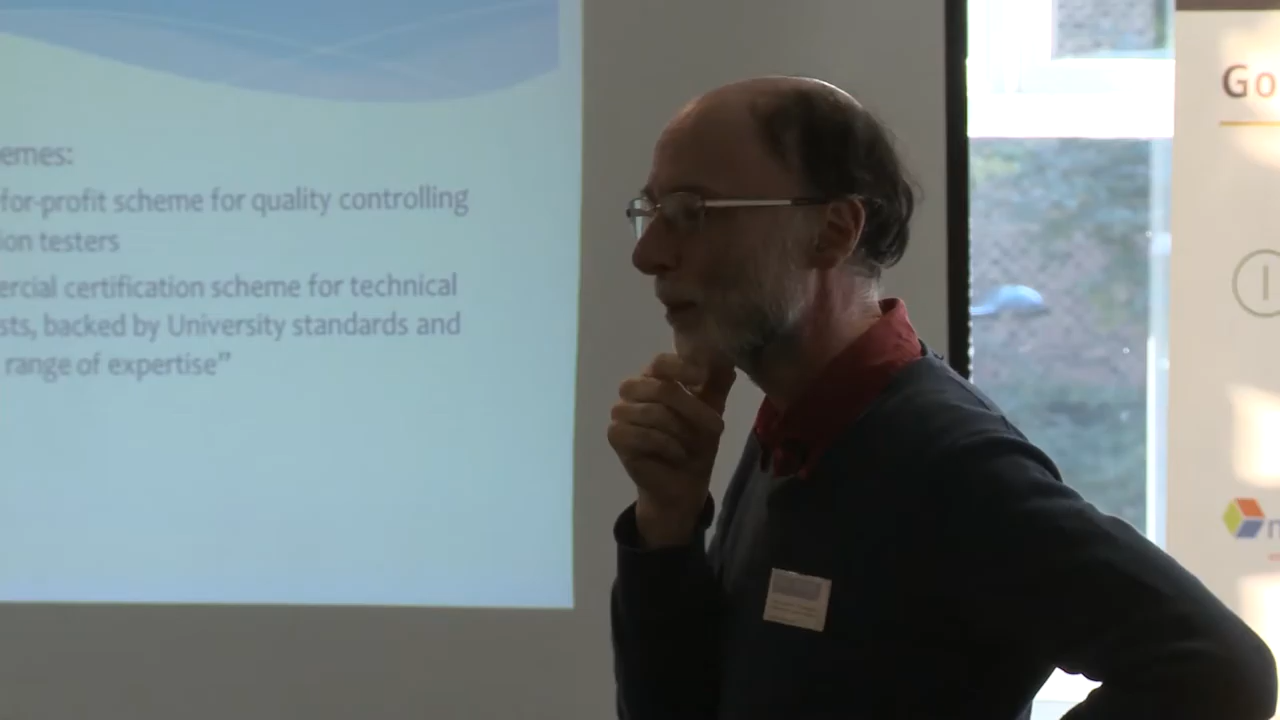 emes:
for-profit scheme for quality controlling
ion testers
ercial certification scheme for technical
sts, backed by University standards and
range of expertise”
Go